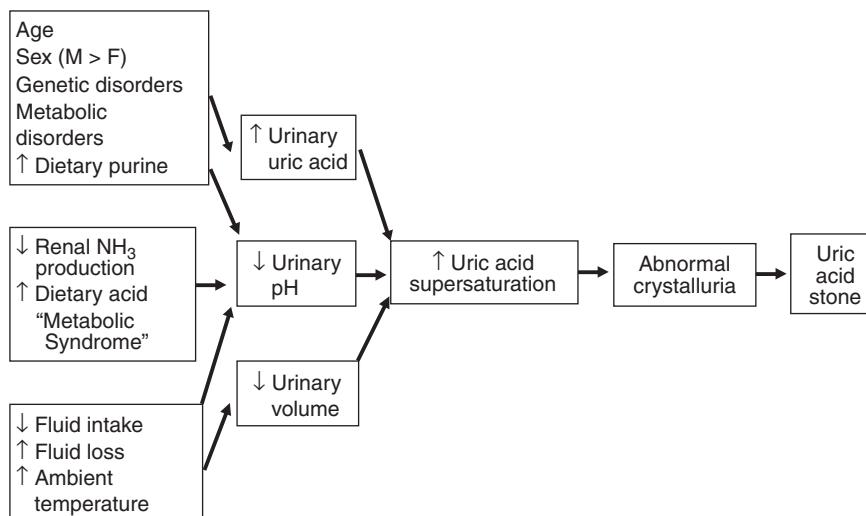 Age
Sex (M > F)
Genetic disorders
Metabolic
disorders
↑ Dietary purine
↑ Urinary
uric acid
↓ Renal NH₃
production
↑ Dietary acid
“Metabolic
Syndrome”
↓ Urinary
pH
↑ Uric acid
supersaturation
Abnormal
crystalluria
Uric
acid
stone
↓ Fluid intake
↑ Fluid loss
↑ Ambient
temperature
↓ Urinary
volume